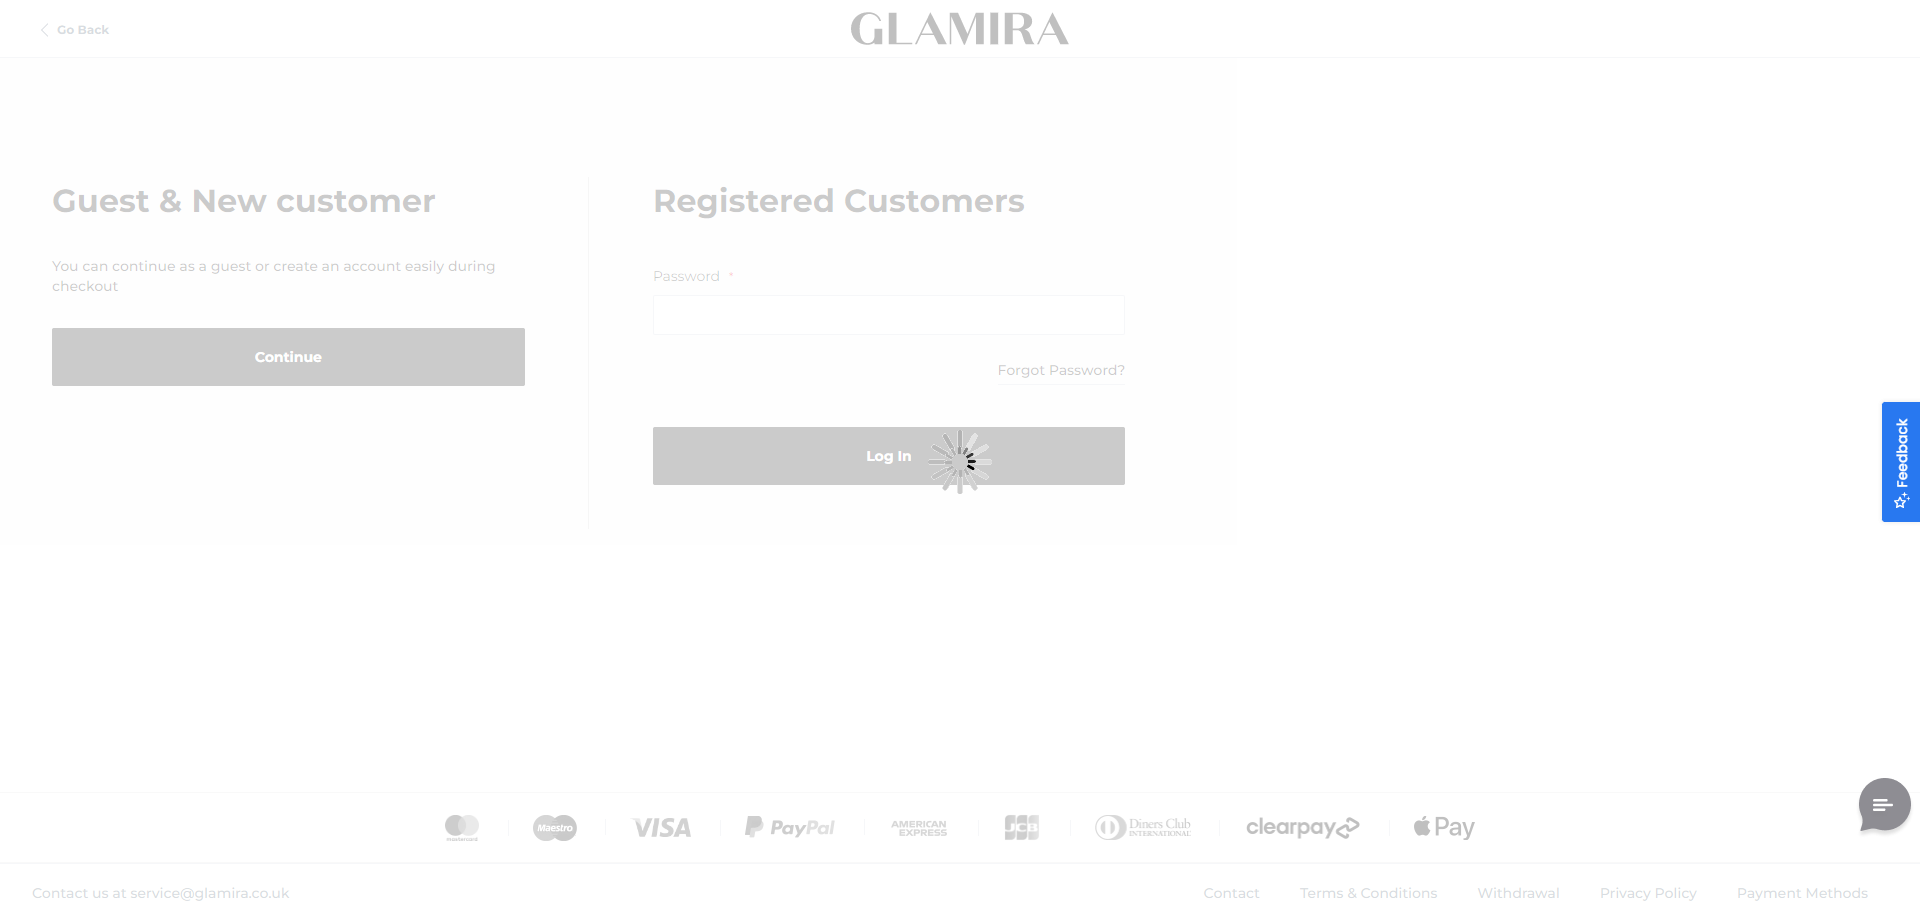 Go Back
GLAMIRA
Guest & New customer
You can continue as a guest or create an account easily during
checkout
Continue
Registered Customers
Password *
Forgot Password?
Log In
Feedback
mastercard
Maestro
VISA
PayPal
AMERICAN
EXPRESS
JCB
Diners Club
INTERNATIONAL
clearpay
Pay
Contact us at service@glamira.co.uk
Contact
Terms & Conditions
Withdrawal
Privacy Policy
Payment Methods